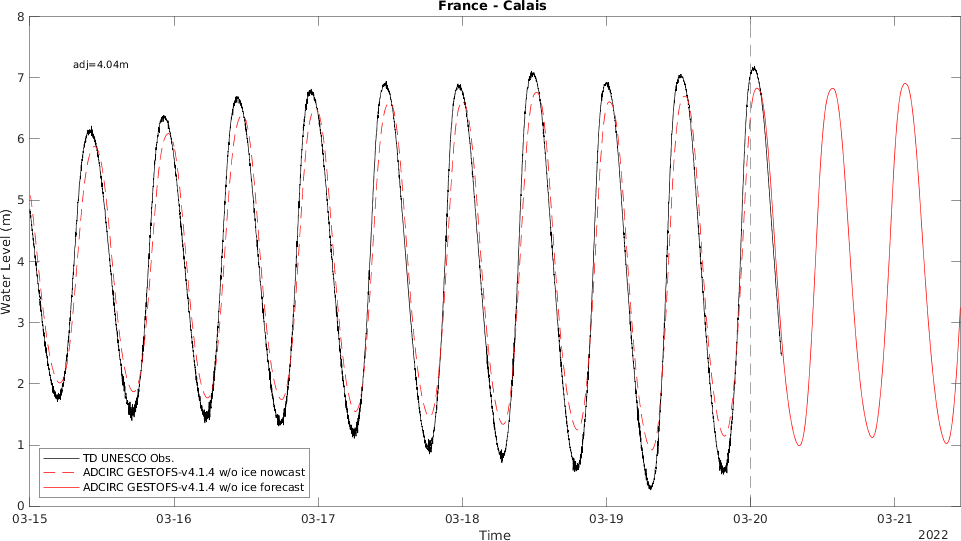 France - Calais
adj=4.04m
Water Level (m)
8
7
6
5
4
3
2
1
0
TD UNESCO Obs.
ADCIRC GESTOFS-v4.1.4 w/o ice nowcast
ADCIRC GESTOFS-v4.1.4 w/o ice forecast
03-15 03-16 03-17 03-18 03-19 03-20 03-21
Time
2022